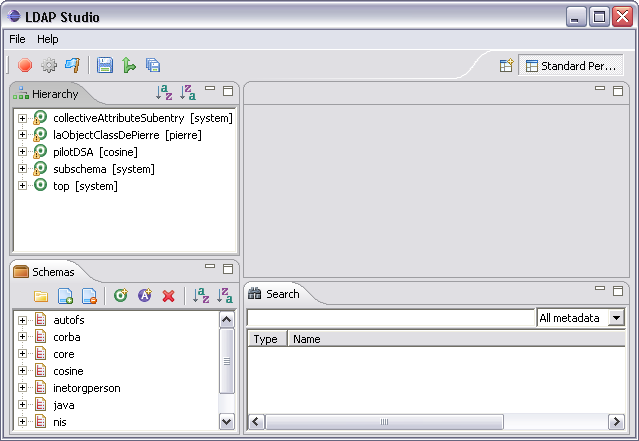 LDAP Studio
File Help
Standard Per...
Hierarchy
collectiveAttributeSubentry [system]
laObjectClassDePierre [pierre]
pilotDSA [cosine]
subschema [system]
top [system]
Schemas
autofs
corba
core
cosine
inetorgperson
java
nis
Search
All metadata
Type Name